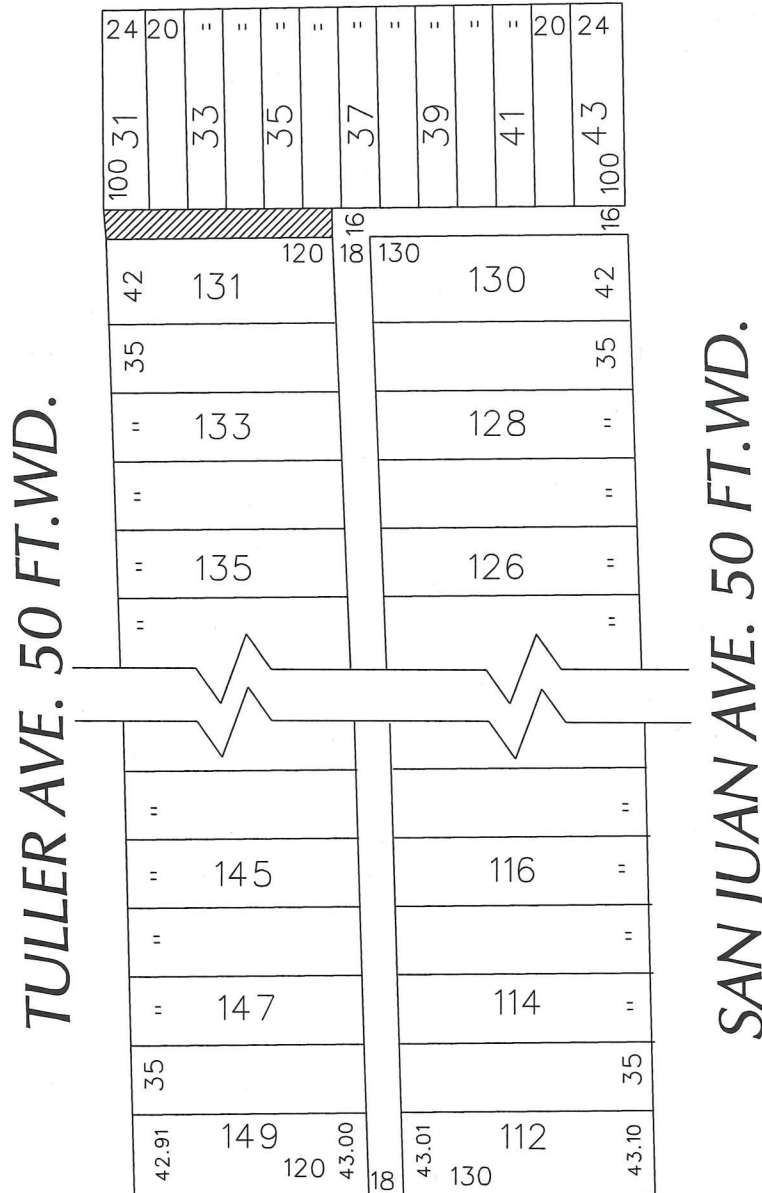 24 20 " " " " " " " " " 20 24
31 33 35 37 39 41 43
100 100
16 16
120 18 130
42 131 130 42
35 35
" 133 128 "
" "
" 135 126 "
" "
TULLER AVE. 50 FT.WD.
SAN JUAN AVE. 50 FT.WD.
" "
" 145 116 "
" "
" 147 114 "
35 35
42.91 149 43.00 43.01 112 43.10
120 18 130